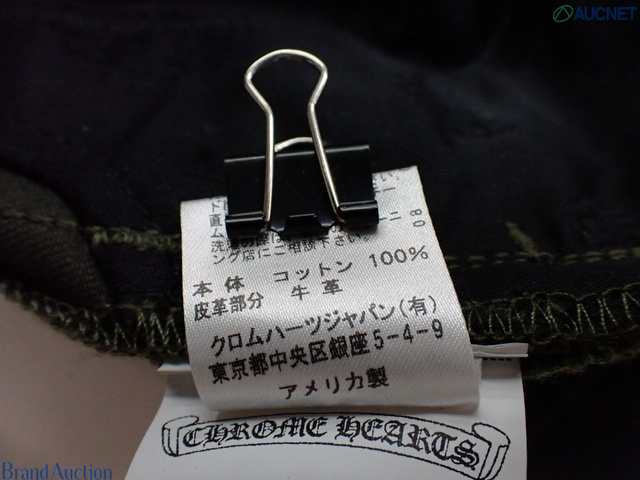 AUCNET
ング店にご相談下さい。
08
本体 コットン 100%
皮革部分 牛革
クロムハーツジャパン(有)
東京都中央区銀座5-4-9
アメリカ製
CHROME HEARTS
Brand Auction